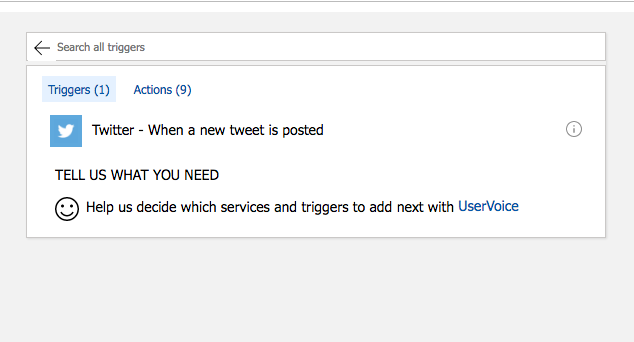 Search all triggers
Triggers (1) Actions (9)
Twitter - When a new tweet is posted
TELL US WHAT YOU NEED
Help us decide which services and triggers to add next with UserVoice